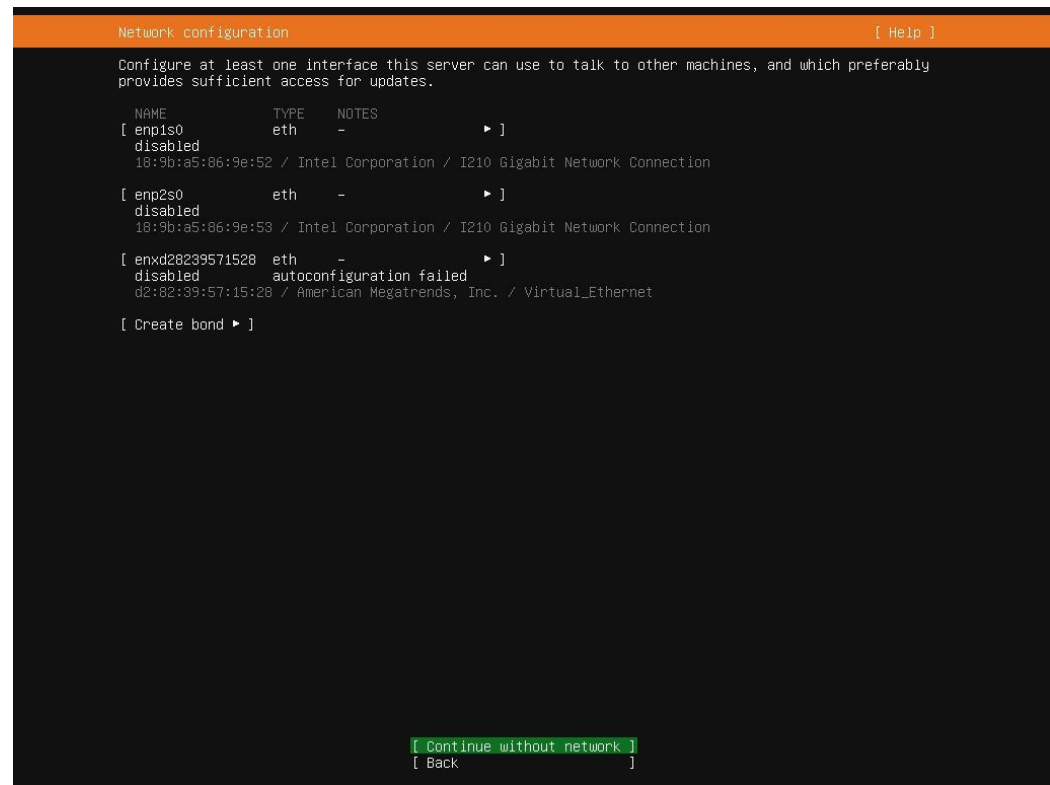 Network configuration [ Help ]
Configure at least one interface this server can use to talk to other machines, and which preferably
provides sufficient access for updates.
NAME TYPE NOTES
[ enp1s0 eth - ▸ ]
disabled
18:9b:a5:86:9e:52 / Intel Corporation / I210 Gigabit Network Connection
[ enp2s0 eth - ▸ ]
disabled
18:9b:a5:86:9e:53 / Intel Corporation / I210 Gigabit Network Connection
[ enxd28239571528 eth - ▸ ]
disabled autoconfiguration failed
d2:82:39:57:15:28 / American Megatrends, Inc. / Virtual_Ethernet
[ Create bond ▸ ]
[ Continue without network ]
[ Back ]